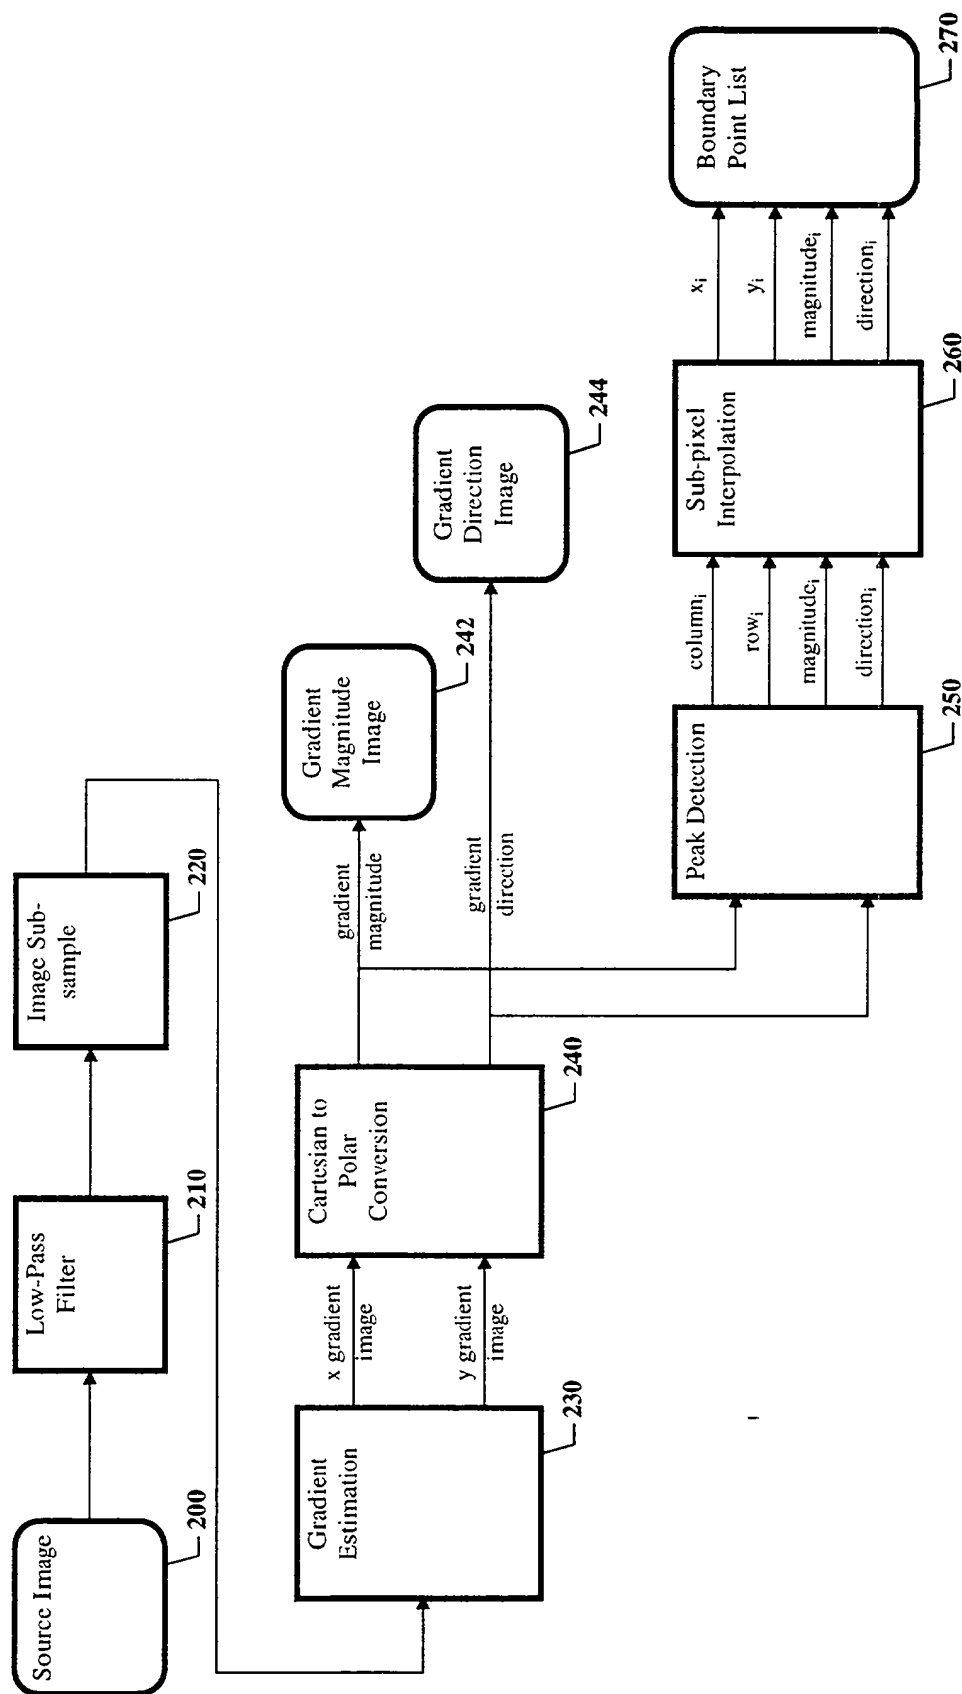 Source Image
200
Low-Pass
Filter
210
Image Sub-
sample
220
Gradient
Estimation
230
x gradient
image
y gradient
image
Cartesian to
Polar
Conversion
240
gradient
magnitude
gradient
direction
Gradient
Magnitude
Image
242
Gradient
Direction
Image
244
Peak Detection
250
columnᵢ
rowᵢ
magnitudeᵢ
directionᵢ
Sub-pixel
Interpolation
260
xᵢ
yᵢ
magnitudeᵢ
directionᵢ
Boundary
Point List
270